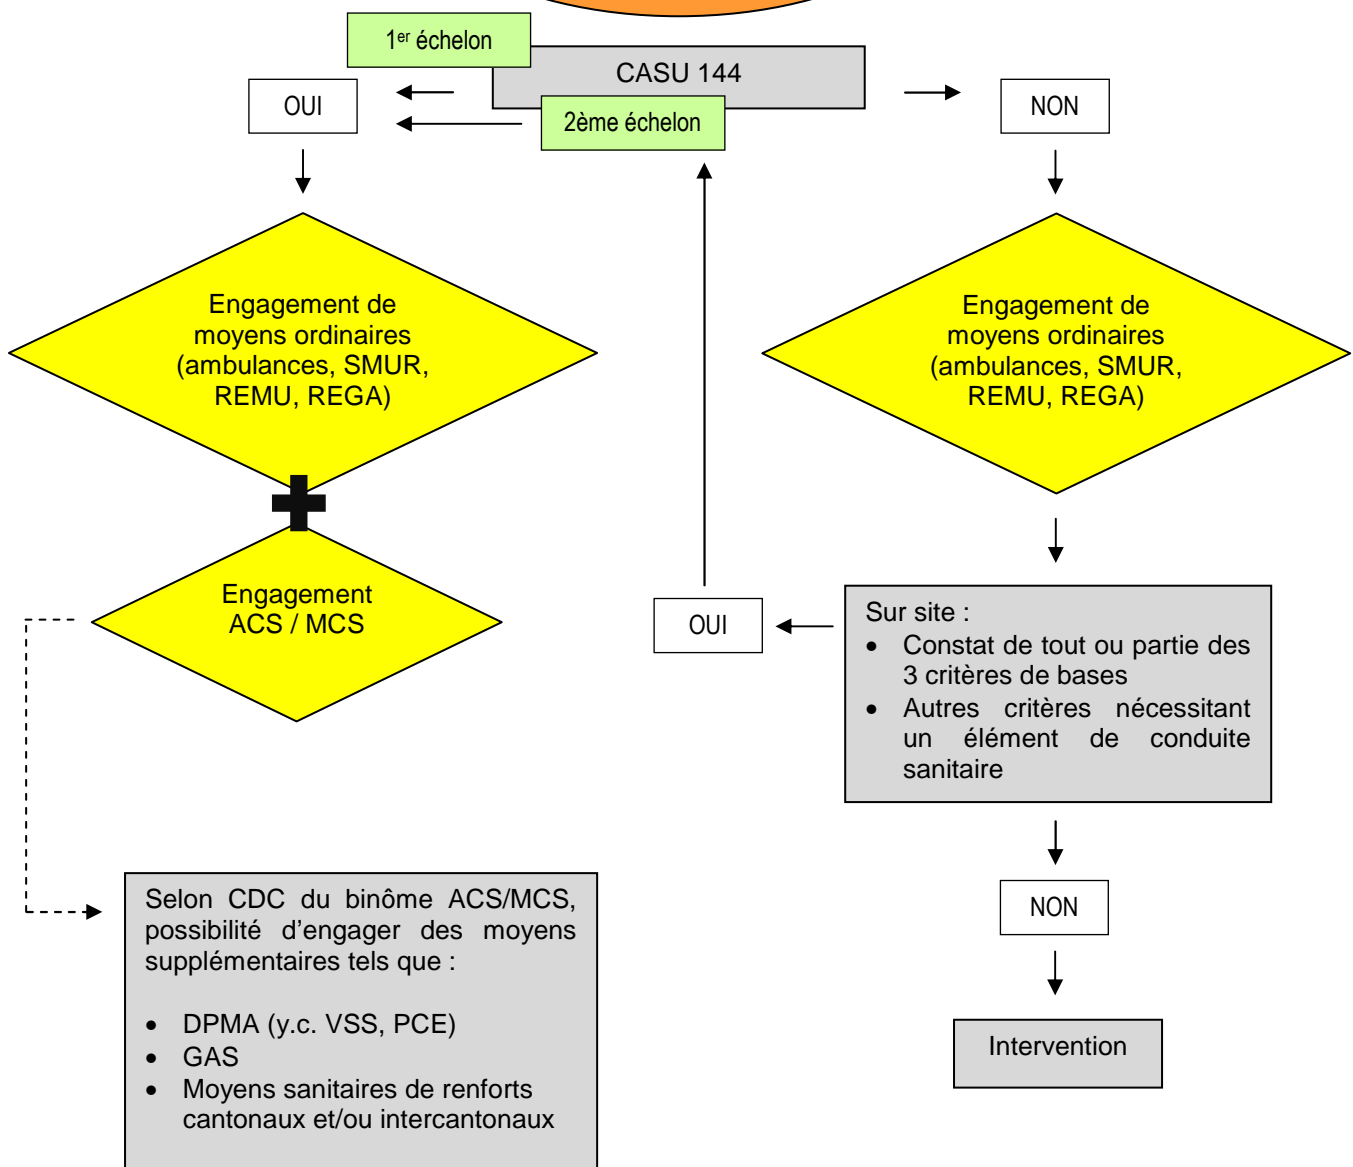 1er échelon
CASU 144
OUI
NON
2ème échelon
Engagement de
moyens ordinaires
(ambulances, SMUR,
REMU, REGA)
Engagement de
moyens ordinaires
(ambulances, SMUR,
REMU, REGA)
Engagement
ACS / MCS
OUI
Sur site :
• Constat de tout ou partie des
3 critères de bases
• Autres critères nécessitant
un élément de conduite
sanitaire
Selon CDC du binôme ACS/MCS,
possibilité d’engager des moyens
supplémentaires tels que :
• DPMA (y.c. VSS, PCE)
• GAS
• Moyens sanitaires de renforts
cantonaux et/ou intercantonaux
NON
Intervention